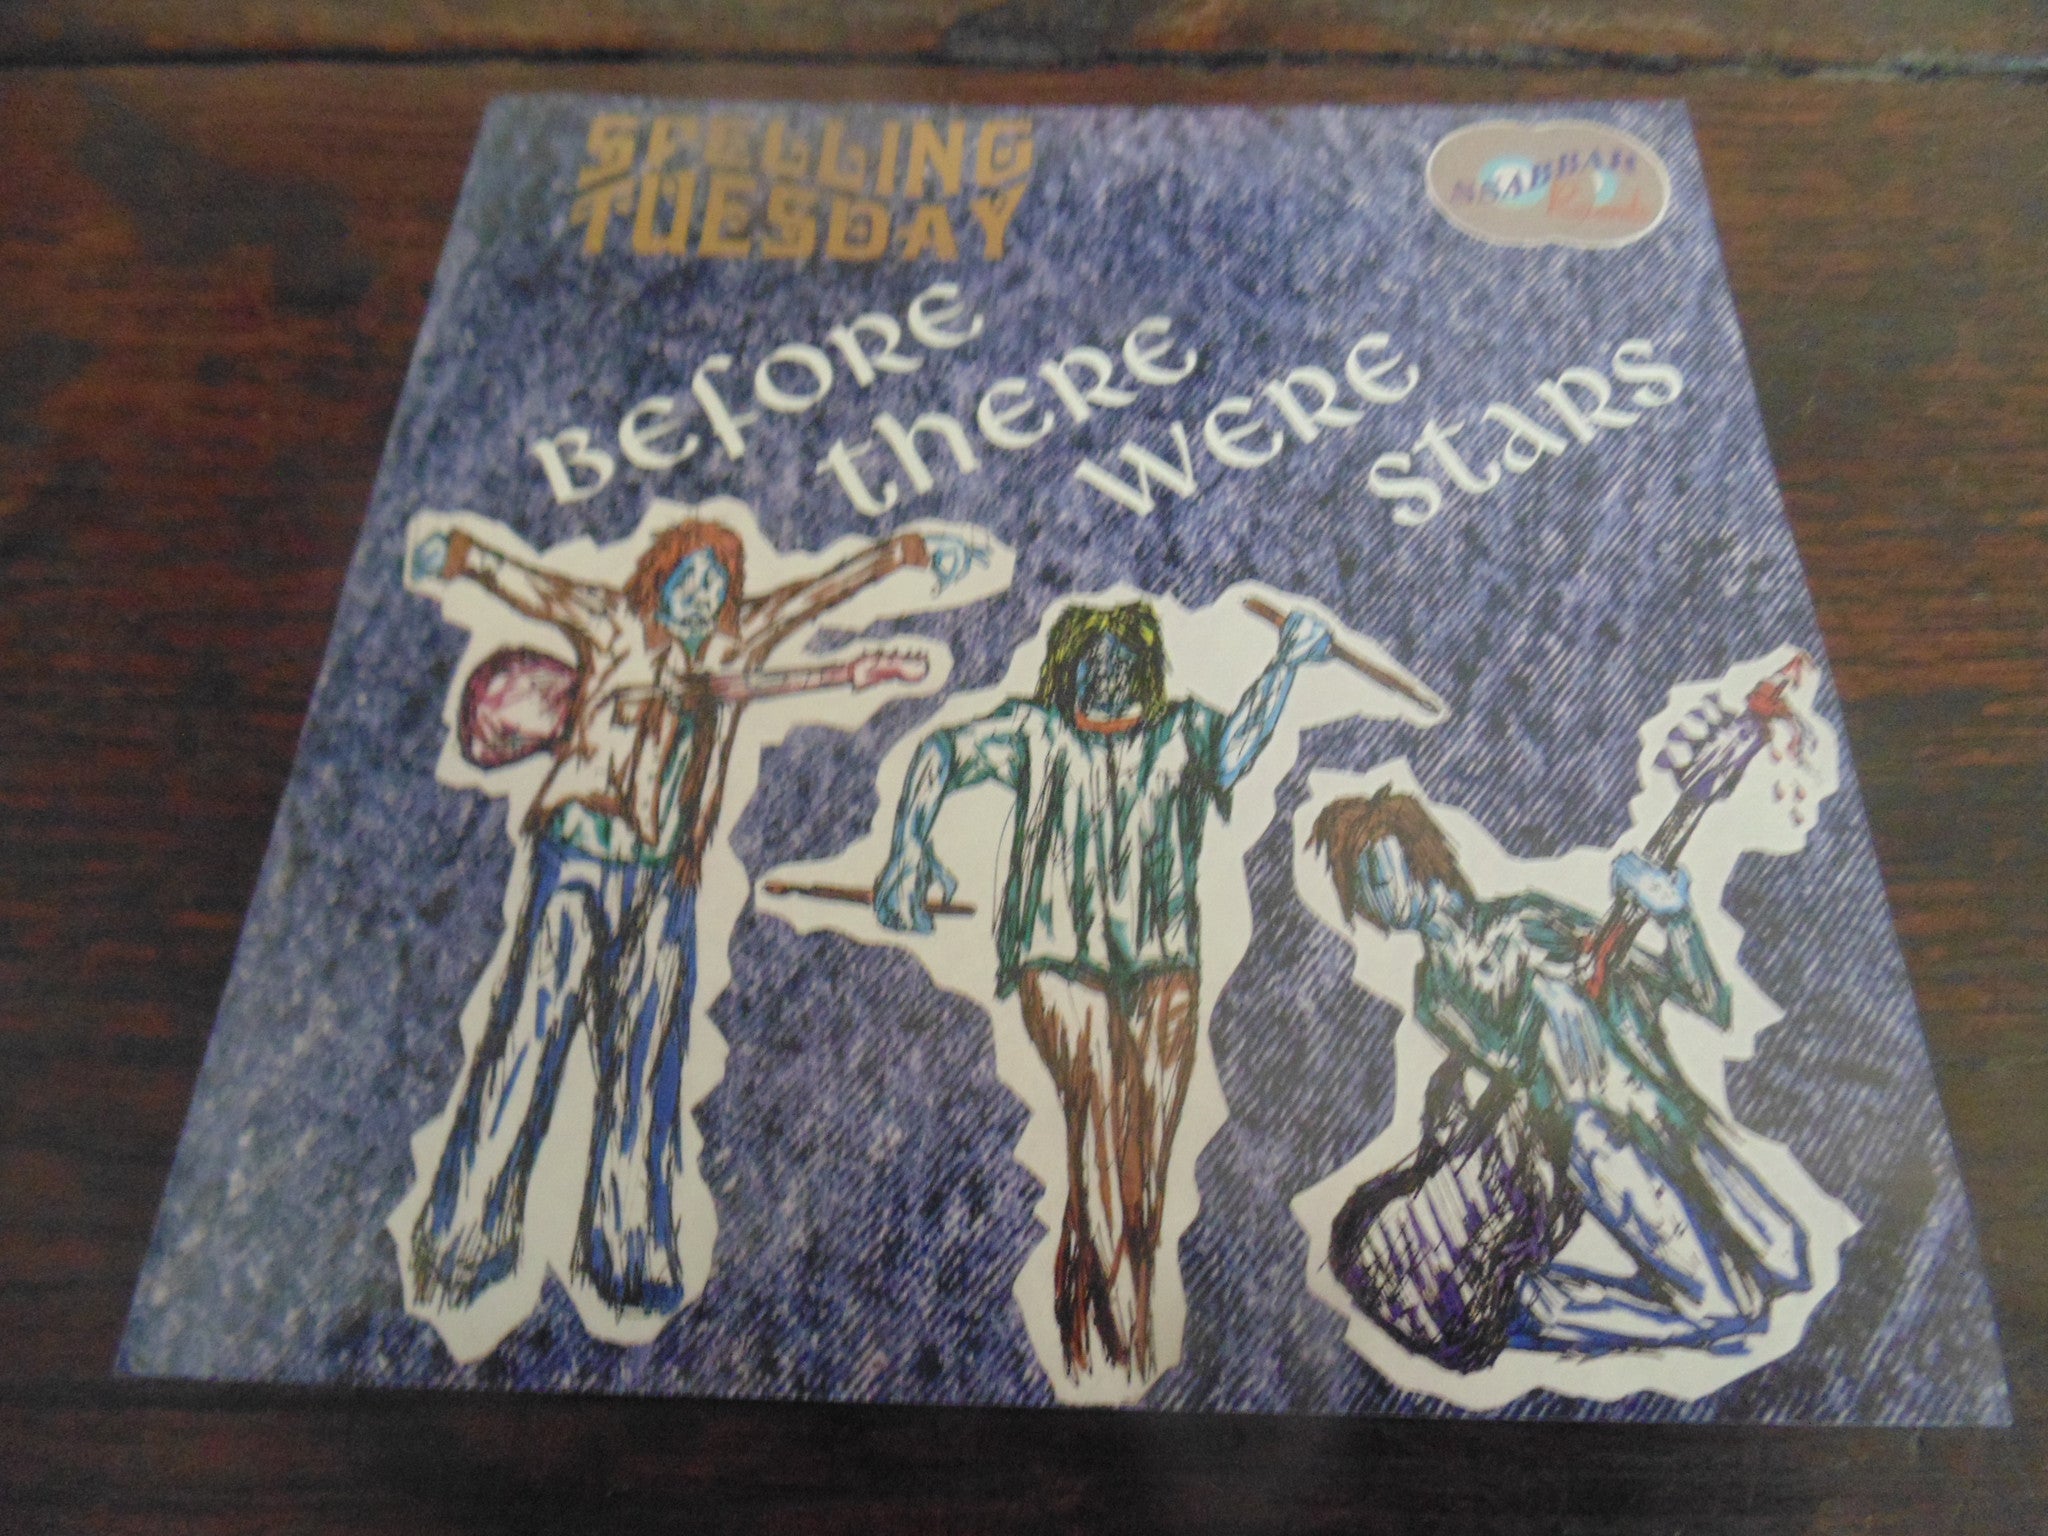 SPELLING
TUESDAY
BEFORE
THERE
WERE
STARS